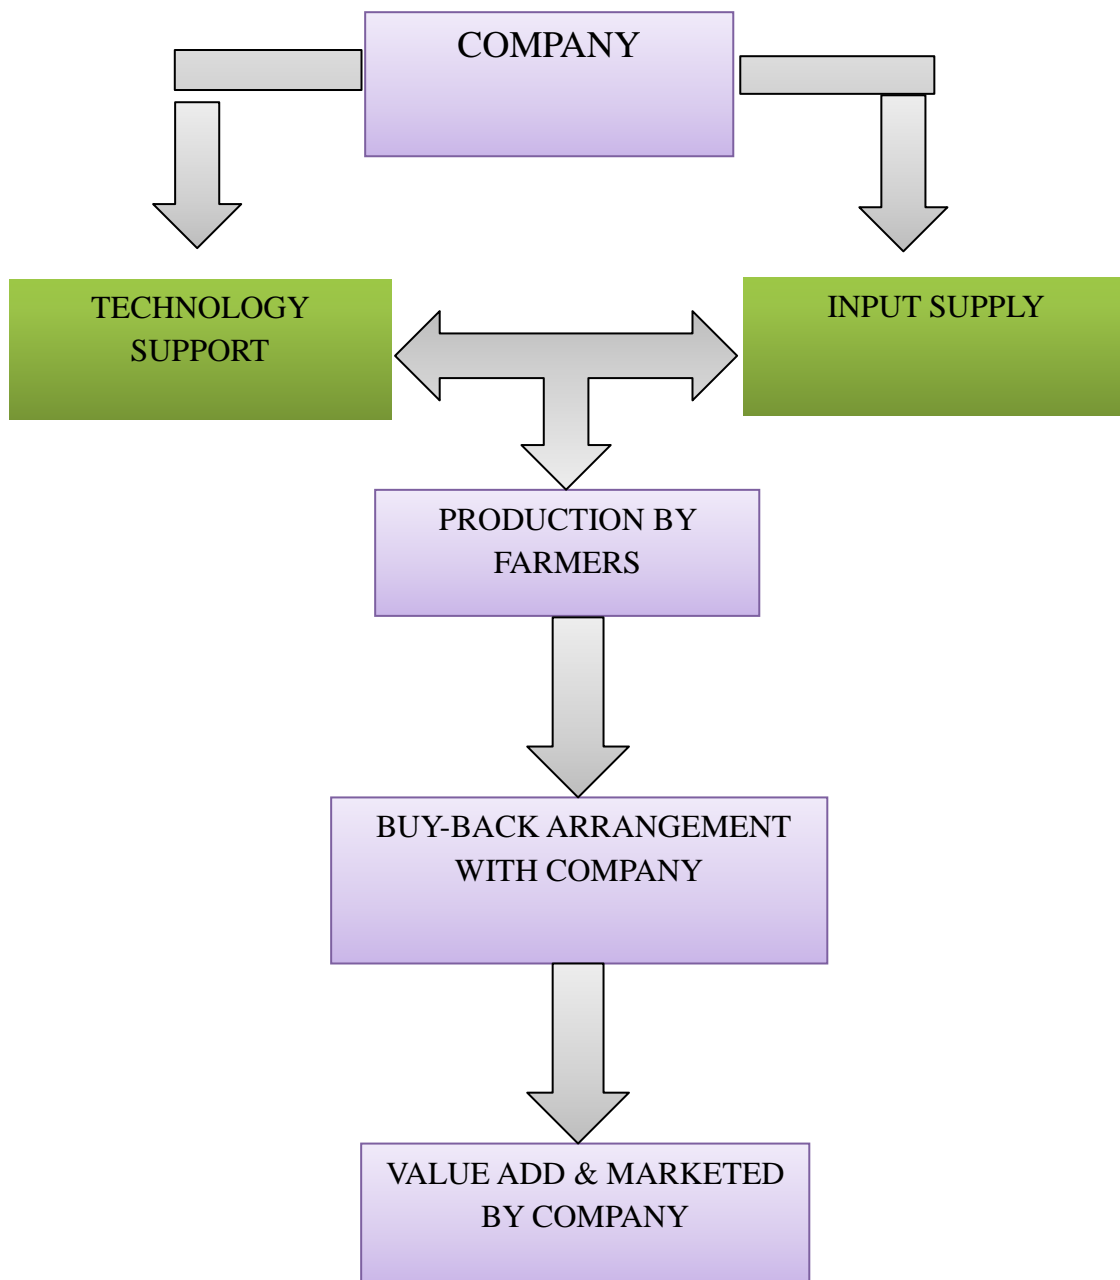 COMPANY
TECHNOLOGY
SUPPORT
INPUT SUPPLY
PRODUCTION BY
FARMERS
BUY-BACK ARRANGEMENT
WITH COMPANY
VALUE ADD & MARKETED
BY COMPANY